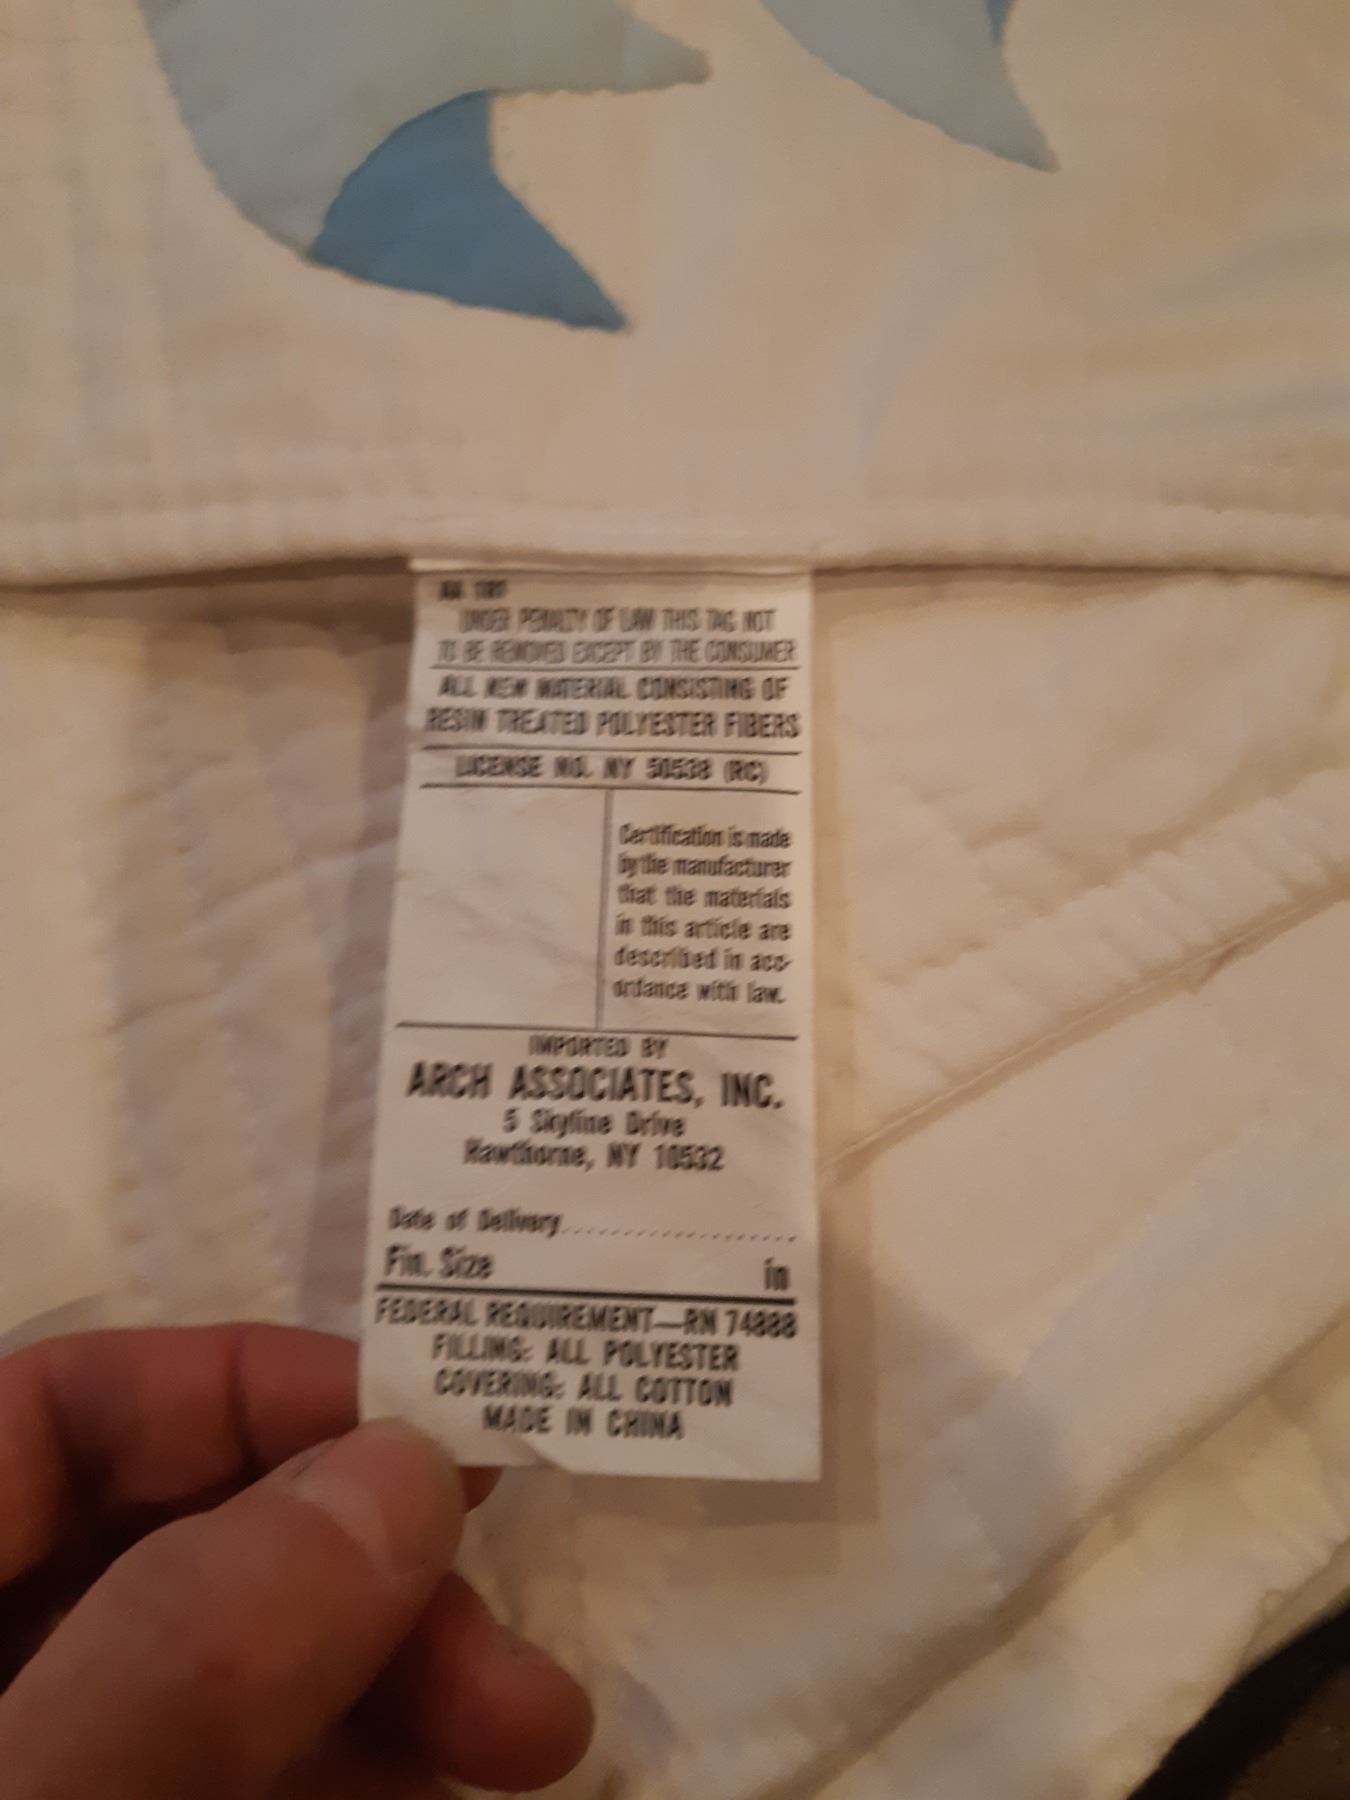 UNDER PENALTY OF LAW THIS TAG NOT
TO BE REMOVED EXCEPT BY THE CONSUMER
ALL NEW MATERIAL CONSISTING OF
RESIN TREATED POLYESTER FIBERS
LICENSE NO. NY 50538 (RC)
Certification is made
by the manufacturer
that the materials
in this article are
described in acc-
ordance with law.
IMPORTED BY
ARCH ASSOCIATES, INC.
5 Skyline Drive
Hawthorne, NY 10532
Date of Delivery....................
Fin. Size in
FEDERAL REQUIREMENT—RN 74888
FILLING: ALL POLYESTER
COVERING: ALL COTTON
MADE IN CHINA